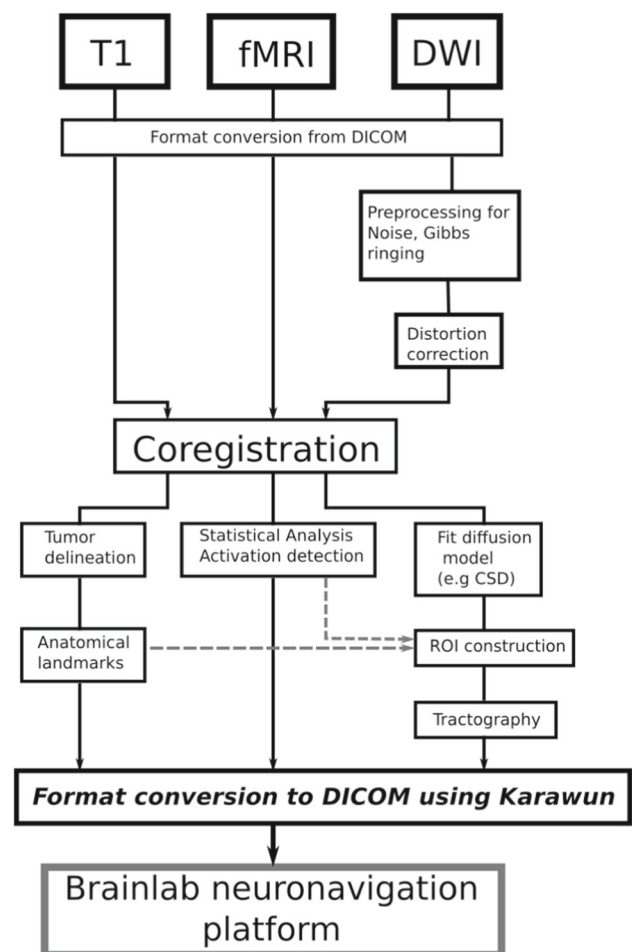 T1
fMRI
DWI
Format conversion from DICOM
Preprocessing for
Noise, Gibbs
ringing
Distortion
correction
Coregistration
Tumor
delineation
Statistical Analysis
Activation detection
Fit diffusion
model
(e.g CSD)
Anatomical
landmarks
ROI construction
Tractography
Format conversion to DICOM using Karawun
Brainlab neuronavigation
platform